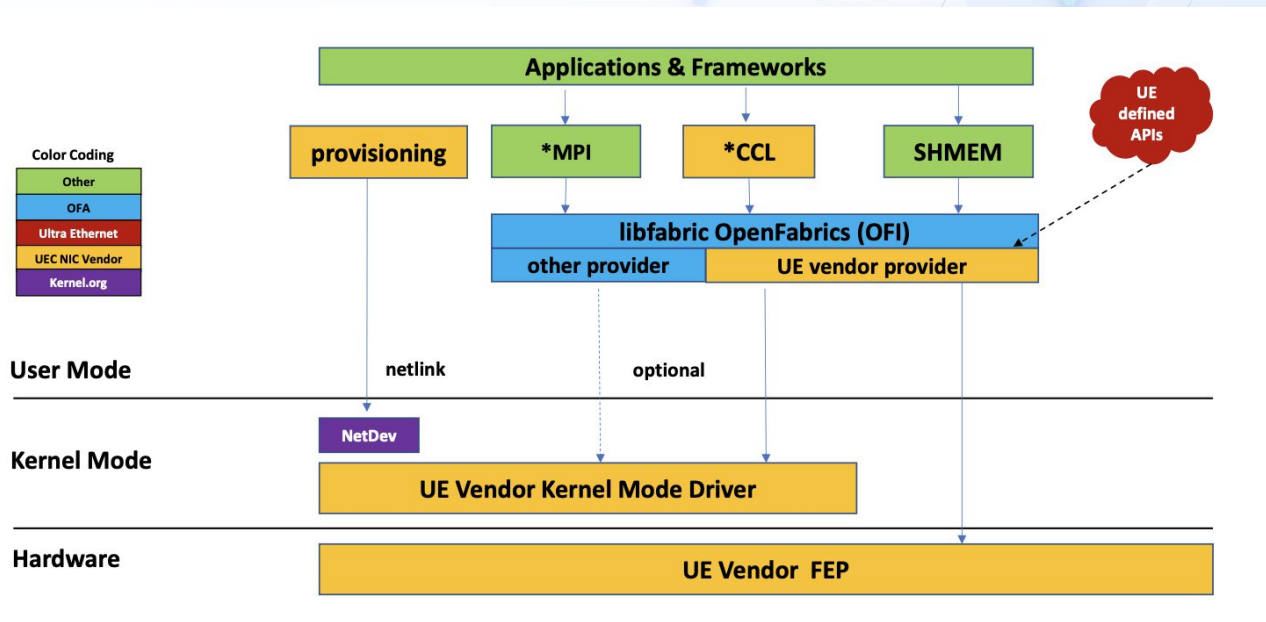 Applications & Frameworks
UE
defined
APIs
provisioning
*MPI
*CCL
SHMEM
Color Coding
Other
OFA
Ultra Ethernet
UEC NIC Vendor
Kernel.org
libfabric OpenFabrics (OFI)
other provider
UE vendor provider
User Mode
netlink
optional
NetDev
Kernel Mode
UE Vendor Kernel Mode Driver
Hardware
UE Vendor FEP